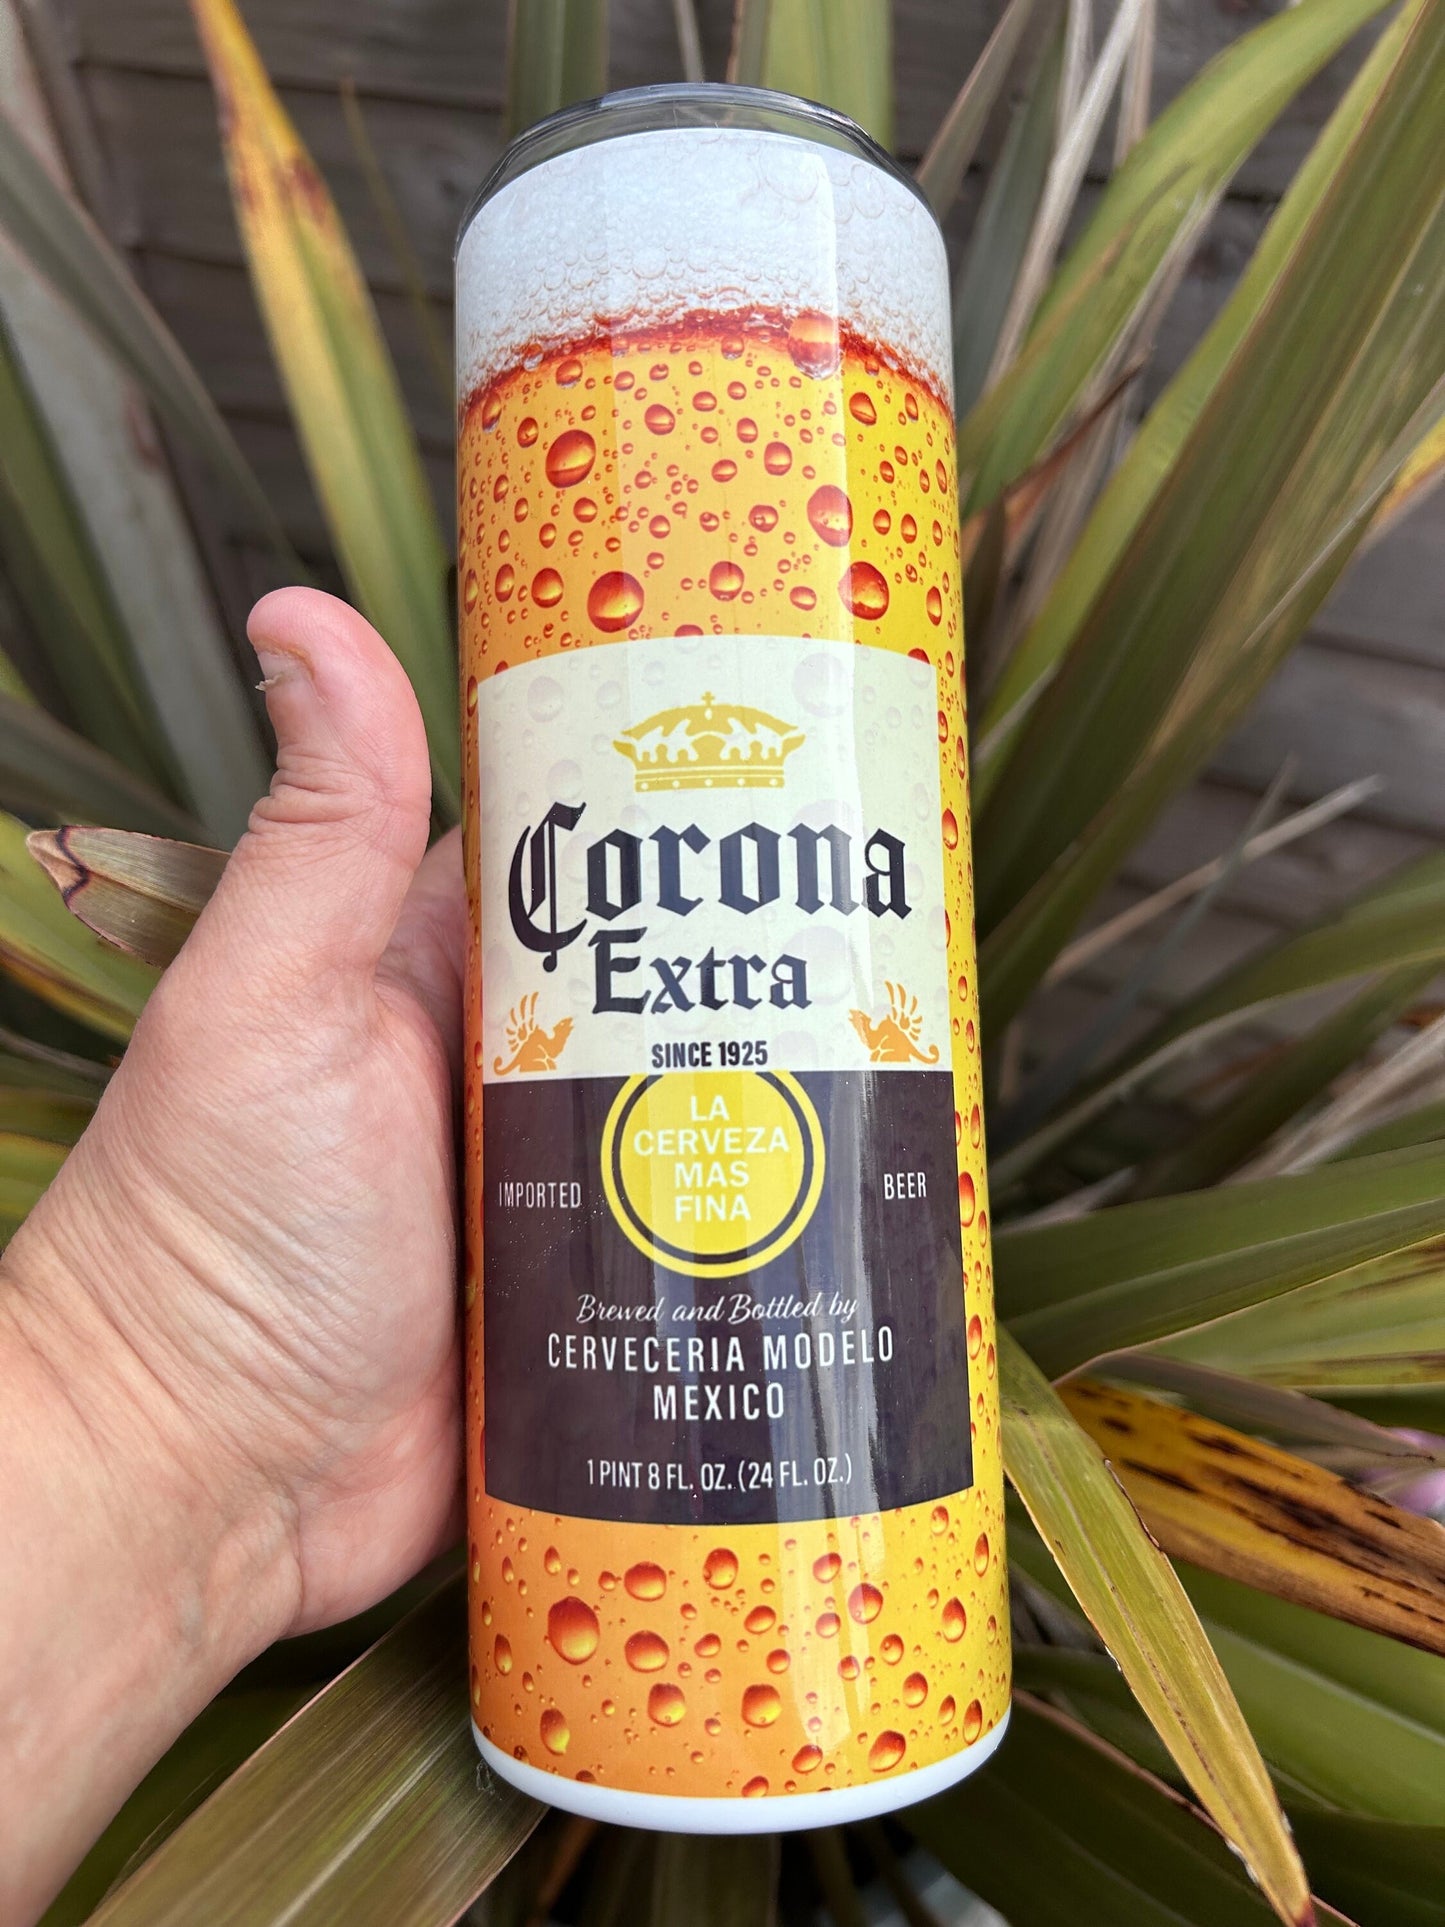 Corona
Extra
SINCE 1925
LA
CERVEZA
MAS
FINA
IMPORTED
BEER
Brewed and Bottled by
CERVECERIA MODELO
MEXICO
1 PINT 8 FL. OZ. (24 FL. OZ.)